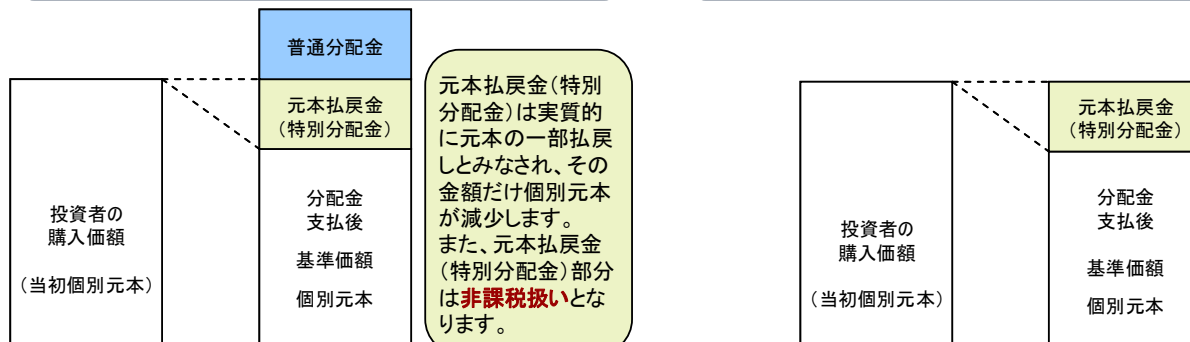 普通分配金
元本払戻金
（特別分配金）
投資者の
購入価額
（当初個別元本）
分配金
支払後
基準価額
個別元本
元本払戻金（特別
分配金）は実質的
に元本の一部払戻
しとみなされ、その
金額だけ個別元本
が減少します。
また、元本払戻金
（特別分配金）部分
は非課税扱いとな
ります。
元本払戻金
（特別分配金）
投資者の
購入価額
（当初個別元本）
分配金
支払後
基準価額
個別元本